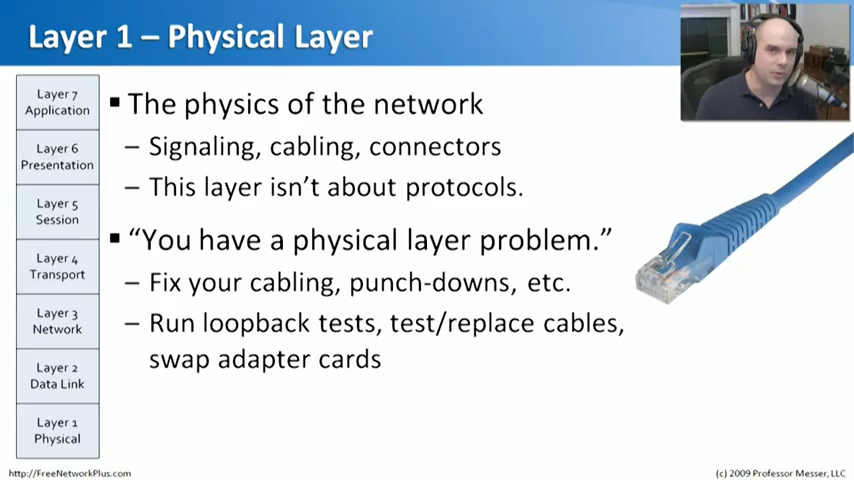 Layer 1 – Physical Layer
Layer 7
Application
Layer 6
Presentation
Layer 5
Session
Layer 4
Transport
Layer 3
Network
Layer 2
Data Link
Layer 1
Physical
▪ The physics of the network
– Signaling, cabling, connectors
– This layer isn’t about protocols.
▪ “You have a physical layer problem.”
– Fix your cabling, punch-downs, etc.
– Run loopback tests, test/replace cables,
swap adapter cards
http://FreeNetworkPlus.com
(c) 2009 Professor Messer, LLC